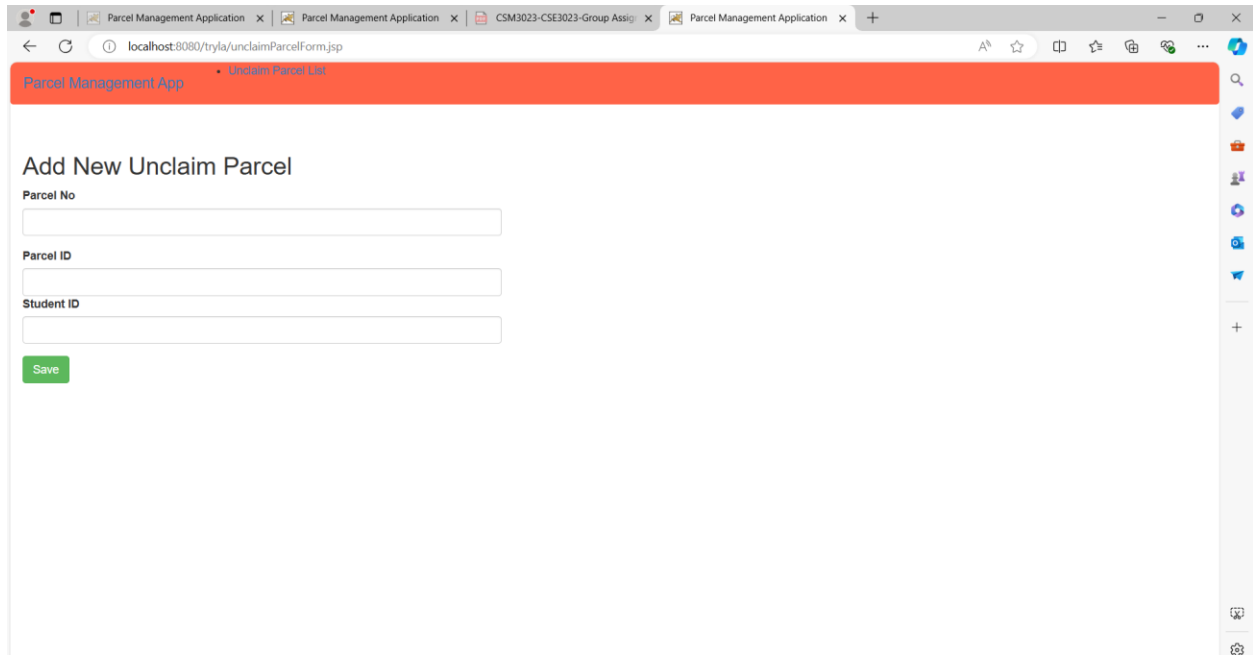 Parcel Management Application
Parcel Management Application
CSM3023-CSE3023-Group Assig
Parcel Management Application
localhost:8080/tryla/unclaimParcelForm.jsp
Parcel Management App
Unclaim Parcel List
Add New Unclaim Parcel
Parcel No
Parcel ID
Student ID
Save